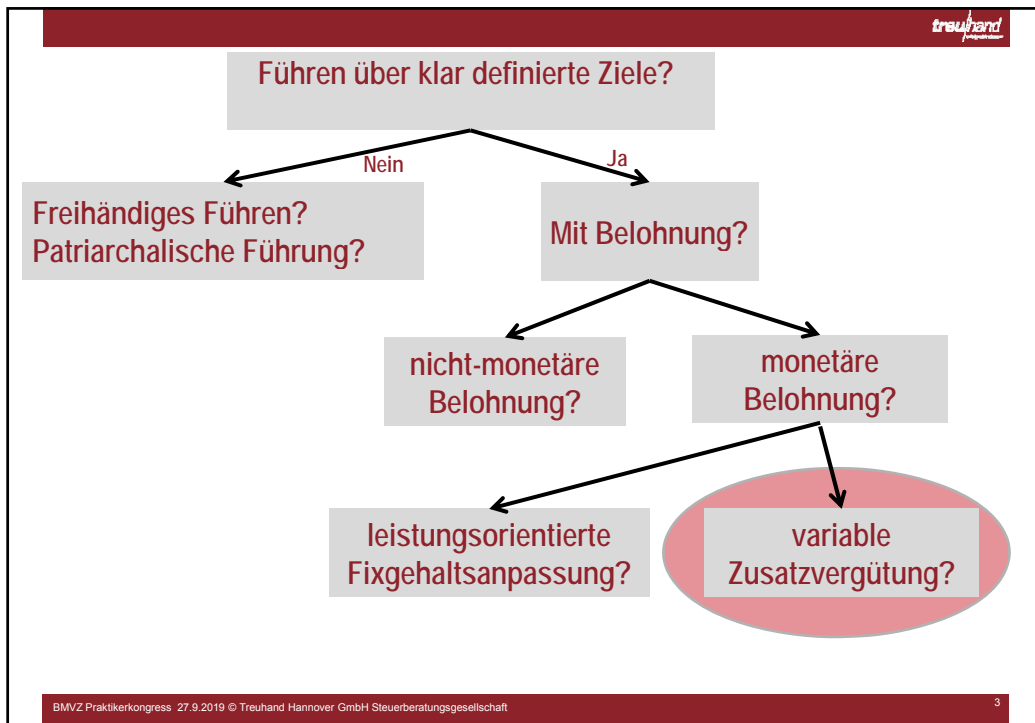 treuhand
Führen über klar definierte Ziele?
Nein
Ja
Freihändiges Führen?
Patriarchalische Führung?
Mit Belohnung?
nicht-monetäre
Belohnung?
monetäre
Belohnung?
leistungsorientierte
Fixgehaltsanpassung?
variable
Zusatzvergütung?
BMVZ Praktikerkongress 27.9.2019 © Treuhand Hannover GmbH Steuerberatungsgesellschaft
3